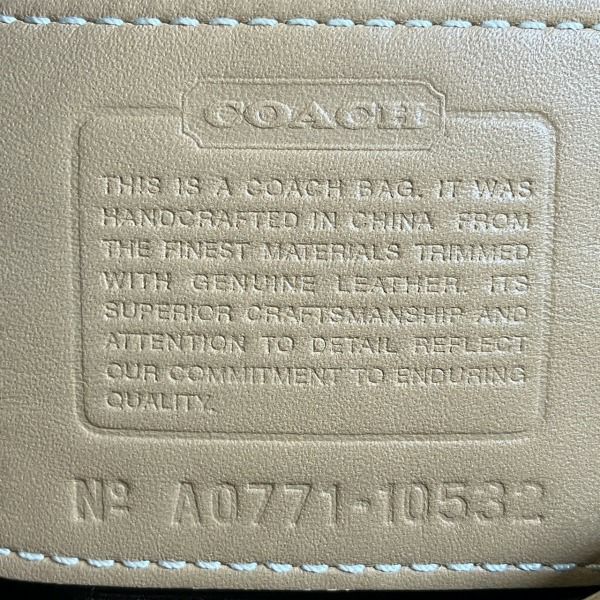 COACH
THIS IS A COACH BAG. IT WAS
HANDCRAFTED IN CHINA FROM
THE FINEST MATERIALS TRIMMED
WITH GENUINE LEATHER. ITS
SUPERIOR CRAFTSMANSHIP AND
ATTENTION TO DETAIL REFLECT
OUR COMMITMENT TO ENDURING
QUALITY.
Nº A0771-10532